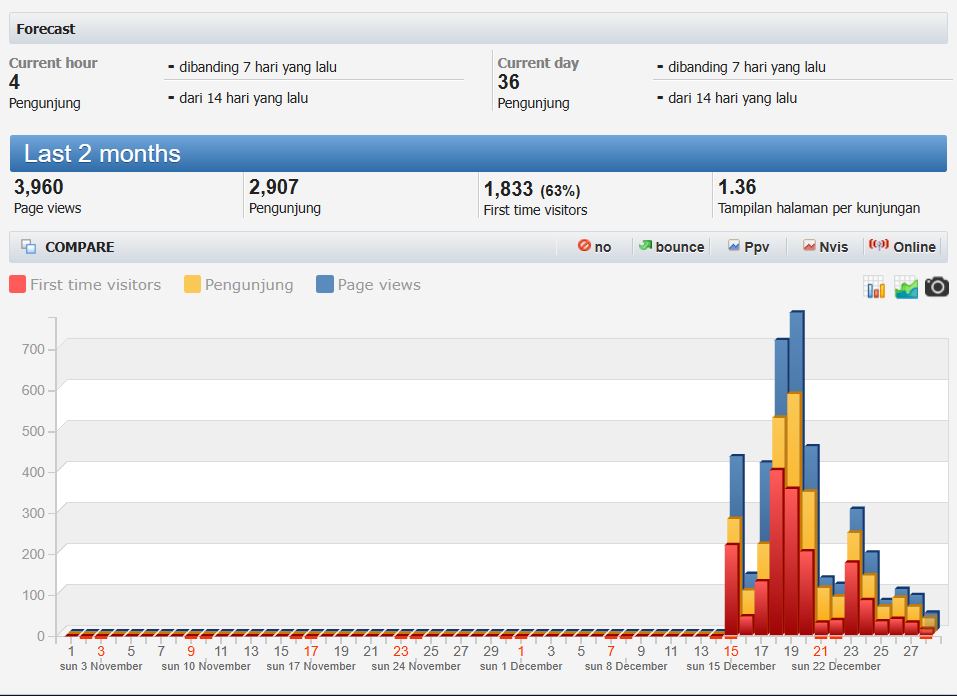 Forecast
Current hour
4
Pengunjung
- dibanding 7 hari yang lalu
- dari 14 hari yang lalu
Current day
36
Pengunjung
- dibanding 7 hari yang lalu
- dari 14 hari yang lalu
Last 2 months
3,960
Page views
2,907
Pengunjung
1,833 (63%)
First time visitors
1.36
Tampilan halaman per kunjungan
COMPARE no bounce Ppv Nvis Online
First time visitors Pengunjung Page views
700
600
500
400
300
200
100
0
1 3 5 7 9 11 13 15 17 19 21 23 25 27 29 1 3 5 7 9 11 13 15 17 19 21 23 25 27
sun 3 November sun 10 November sun 17 November sun 24 November sun 1 December sun 8 December sun 15 December sun 22 December